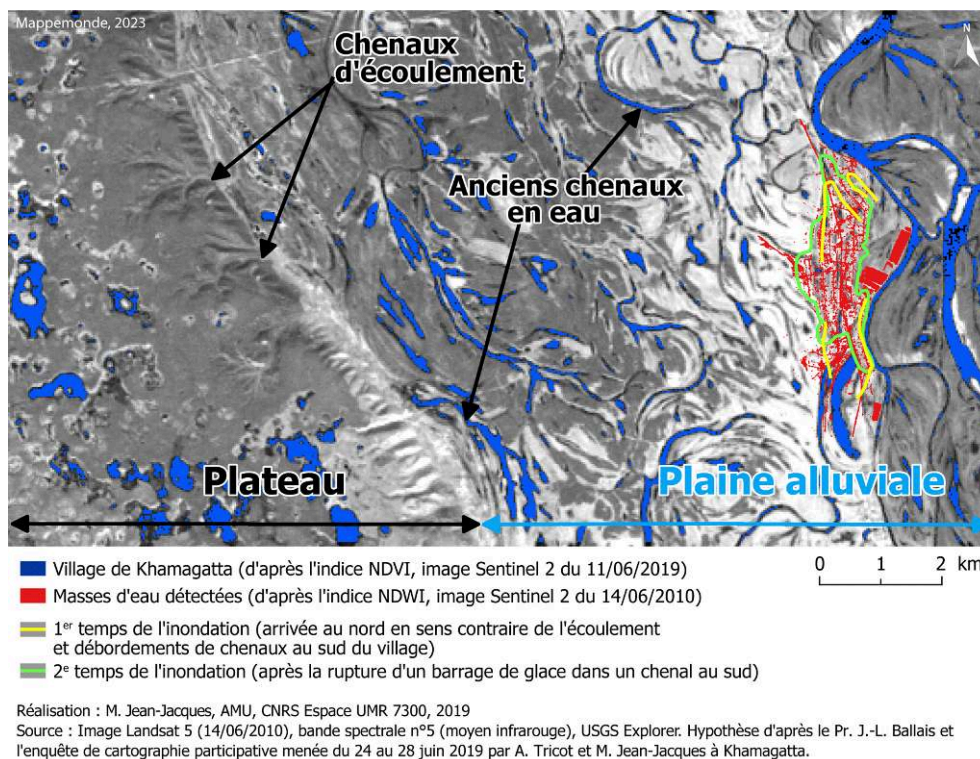 Mappemonde, 2023
N
Chenaux
d'écoulement
Anciens chenaux
en eau
Plateau
Plaine alluviale
Village de Khamagatta (d'après l'indice NDVI, image Sentinel 2 du 11/06/2019)
0 1 2 km
Masses d'eau détectées (d'après l'indice NDWI, image Sentinel 2 du 14/06/2010)
1er temps de l'inondation (arrivée au nord en sens contraire de l'écoulement
et débordements de chenaux au sud du village)
2e temps de l'inondation (après la rupture d'un barrage de glace dans un chenal au sud)
Réalisation : M. Jean-Jacques, AMU, CNRS Espace UMR 7300, 2019
Source : Image Landsat 5 (14/06/2010), bande spectrale n°5 (moyen infrarouge), USGS Explorer. Hypothèse d'après le Pr. J.-L. Ballais et
l'enquête de cartographie participative menée du 24 au 28 juin 2019 par A. Tricot et M. Jean-Jacques à Khamagatta.